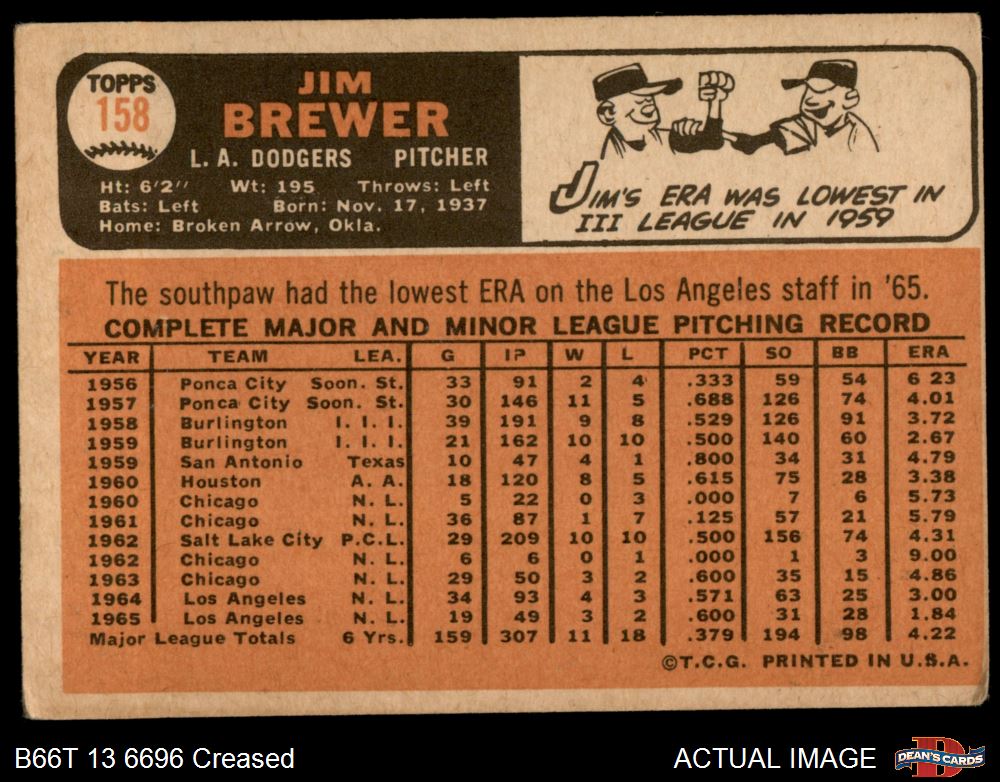 TOPPS
158
JIM
BREWER
L. A. DODGERS PITCHER
Ht: 6'2" Wt: 195 Throws: Left
Bats: Left Born: Nov. 17, 1937
Home: Broken Arrow, Okla.
JIM'S ERA WAS LOWEST IN
III LEAGUE IN 1959
The southpaw had the lowest ERA on the Los Angeles staff in '65.
COMPLETE MAJOR AND MINOR LEAGUE PITCHING RECORD
YEAR TEAM LEA. G IP W L PCT SO BB ERA
1956 Ponca City Soon. St. 33 91 2 4 .333 59 54 6 23
1957 Ponca City Soon. St. 30 146 11 5 .688 126 74 4.01
1958 Burlington I. I. I. 39 191 9 8 .529 126 91 3.72
1959 Burlington I. I. I. 21 162 10 10 .500 140 60 2.67
1959 San Antonio Texas 10 47 4 1 .800 34 31 4.79
1960 Houston A. A. 18 120 8 5 .615 75 28 3.38
1960 Chicago N. L. 5 22 0 3 .000 7 6 5.73
1961 Chicago N. L. 36 87 1 7 .125 57 21 5.79
1962 Salt Lake City P.C.L. 29 209 10 10 .500 156 74 4.31
1962 Chicago N. L. 6 6 0 1 .000 1 3 9.00
1963 Chicago N. L. 29 50 3 2 .600 35 15 4.86
1964 Los Angeles N. L. 34 93 4 3 .571 63 25 3.00
1965 Los Angeles N. L. 19 49 3 2 .600 31 28 1.84
Major League Totals 6 Yrs. 159 307 11 18 .379 194 98 4.22
©T.C.G. PRINTED IN U.S.A.
B66T 13 6696 Creased
ACTUAL IMAGE
D
DEAN'S CARDS